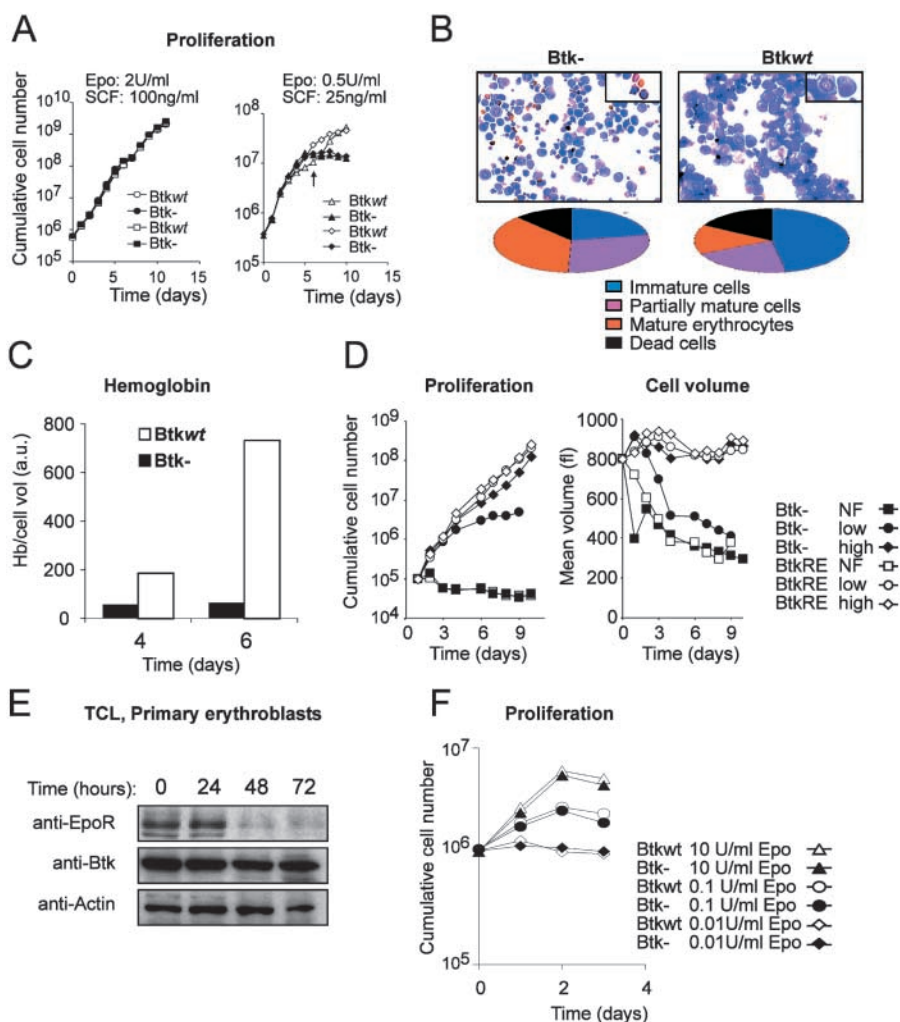 A
Proliferation
Epo: 2U/ml
SCF: 100ng/ml
Epo: 0.5U/ml
SCF: 25ng/ml
Cumulative cell number
10^10
10^9
10^8
10^7
10^6
10^5
0 5 10 15
Time (days)
Btkwt
Btk-
Btkwt
Btk-
10^8
10^7
10^6
10^5
0 5 10 15
Time (days)
Btkwt
Btk-
Btkwt
Btk-
B
Btk- Btkwt
Immature cells
Partially mature cells
Mature erythrocytes
Dead cells
C
Hemoglobin
Hb/cell vol (a.u.)
800
600
400
200
0
Btkwt
Btk-
4 6
Time (days)
D
Proliferation
Cumulative cell number
10^9
10^8
10^7
10^6
10^5
10^4
0 3 6 9
Time (days)
Cell volume
Mean volume (fl)
1000
800
600
400
200
0
0 3 6 9
Time (days)
Btk- NF
Btk- low
Btk- high
BtkRE NF
BtkRE low
BtkRE high
E
TCL, Primary erythroblasts
Time (hours): 0 24 48 72
anti-EpoR
anti-Btk
anti-Actin
F
Proliferation
Cumulative cell number
10^7
10^6
10^5
0 2 4
Time (days)
Btkwt 10 U/ml Epo
Btk- 10 U/ml Epo
Btkwt 0.1 U/ml Epo
Btk- 0.1 U/ml Epo
Btkwt 0.01U/ml Epo
Btk- 0.01U/ml Epo